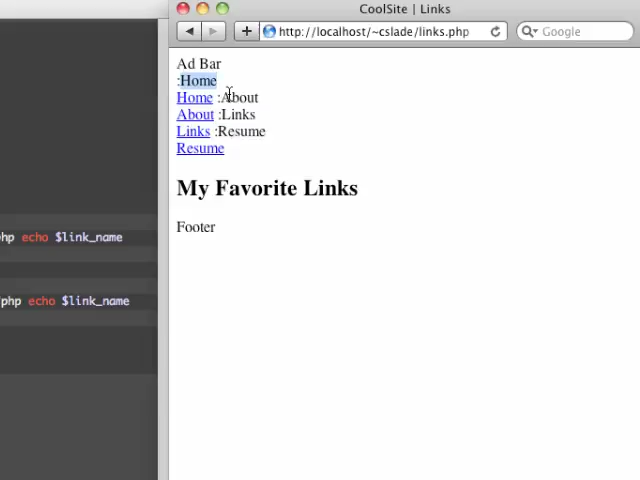 CoolSite | Links
http://localhost/~cslade/links.php
Google
Ad Bar
:Home
Home :About
About :Links
Links :Resume
Resume
My Favorite Links
Footer
hp echo $link_name
php echo $link_name